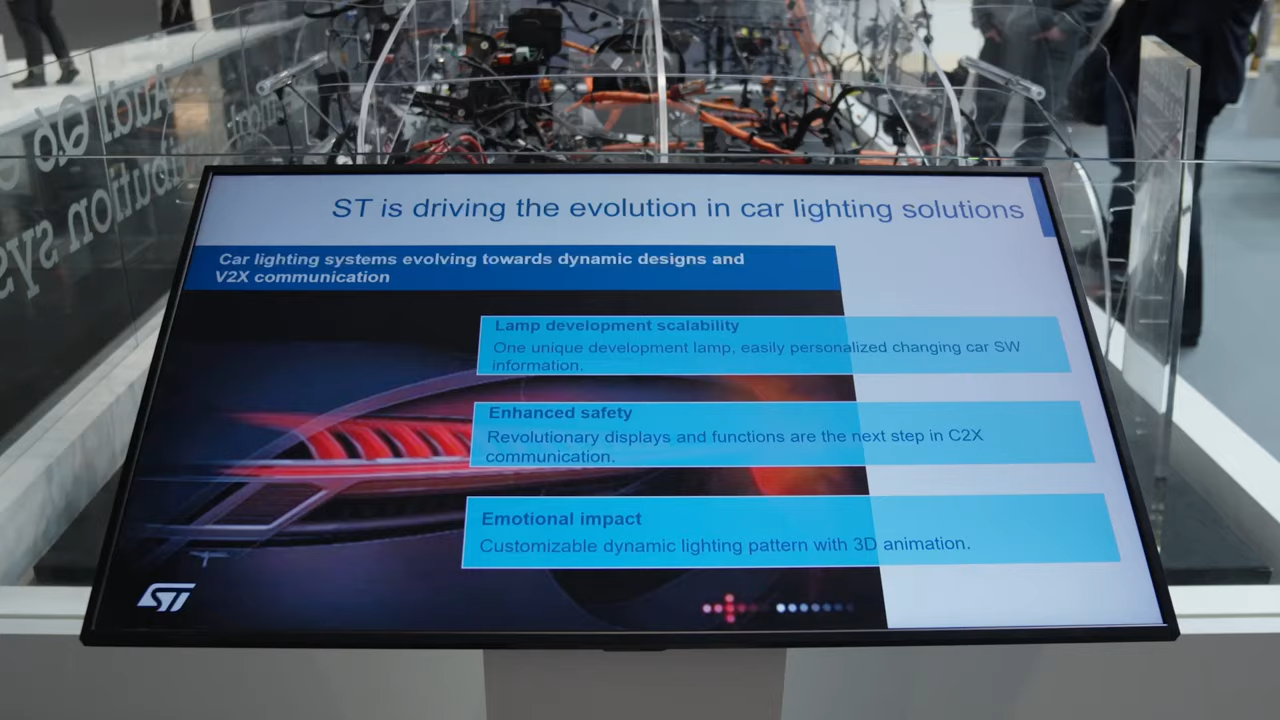 Audi Q6
ST is driving the evolution in car lighting solutions
Car lighting systems evolving towards dynamic designs and
V2X communication
Lamp development scalability
One unique development lamp, easily personalized changing car SW
information.
Enhanced safety
Revolutionary displays and functions are the next step in C2X
communication.
Emotional impact
Customizable dynamic lighting pattern with 3D animation.
ST